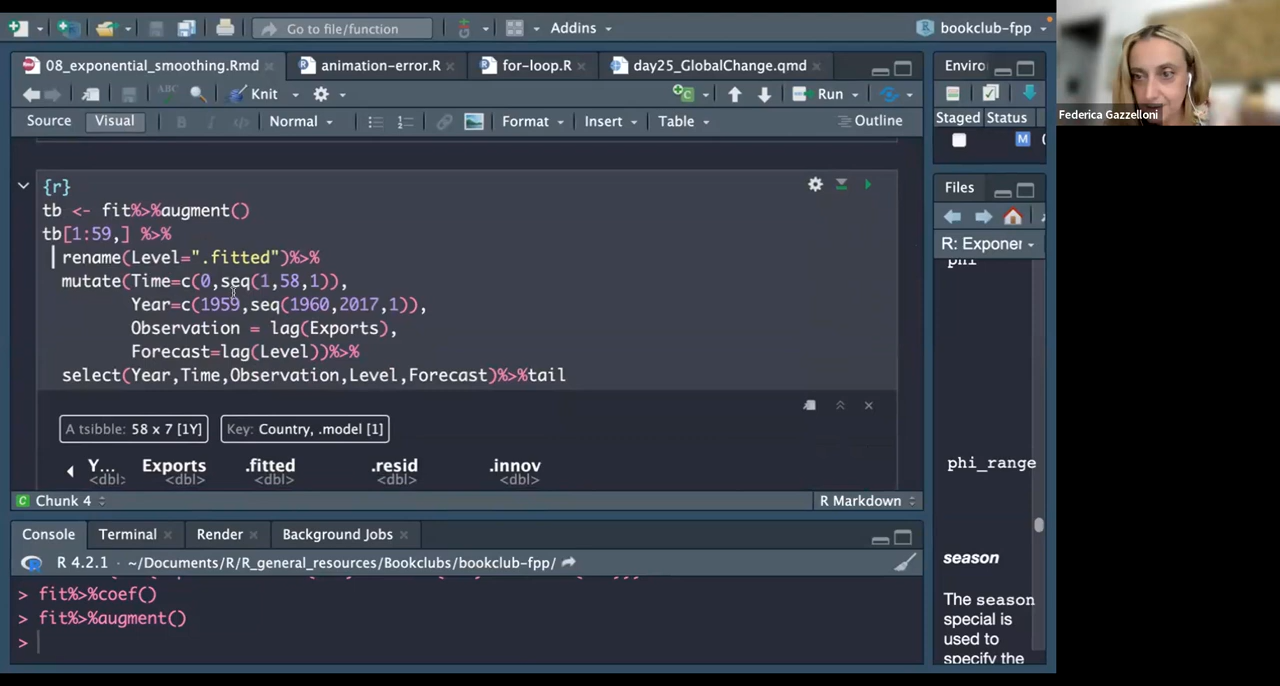 Go to file/function
Addins
bookclub-fpp
08_exponential_smoothing.Rmd
animation-error.R
for-loop.R
day25_GlobalChange.qmd
Enviro
ABC
Knit
Run
Source
Visual
B
I
</>
Normal
Format
Insert
Table
Outline
Staged
Status
M
Federica Gazzelloni
{r}
tb <- fit%>%augment()
tb[1:59,] %>%
rename(Level=".fitted")%>%
mutate(Time=c(0,seq(1,58,1)),
Year=c(1959,seq(1960,2017,1)),
Observation = lag(Exports),
Forecast=lag(Level))%>%
select(Year,Time,Observation,Level,Forecast)%>%tail
A tsibble: 58 x 7 [1Y]
Key: Country, .model [1]
Y... Exports .fitted .resid .innov
<dbl> <dbl> <dbl> <dbl> <dbl>
C Chunk 4
R Markdown
Files
R: Exponer
phi
phi_range
season
The season
special is
used to
specify the
Console
Terminal
Render
Background Jobs
R 4.2.1 · ~/Documents/R/R_general_resources/Bookclubs/bookclub-fpp/
> fit%>%coef()
> fit%>%augment()
>